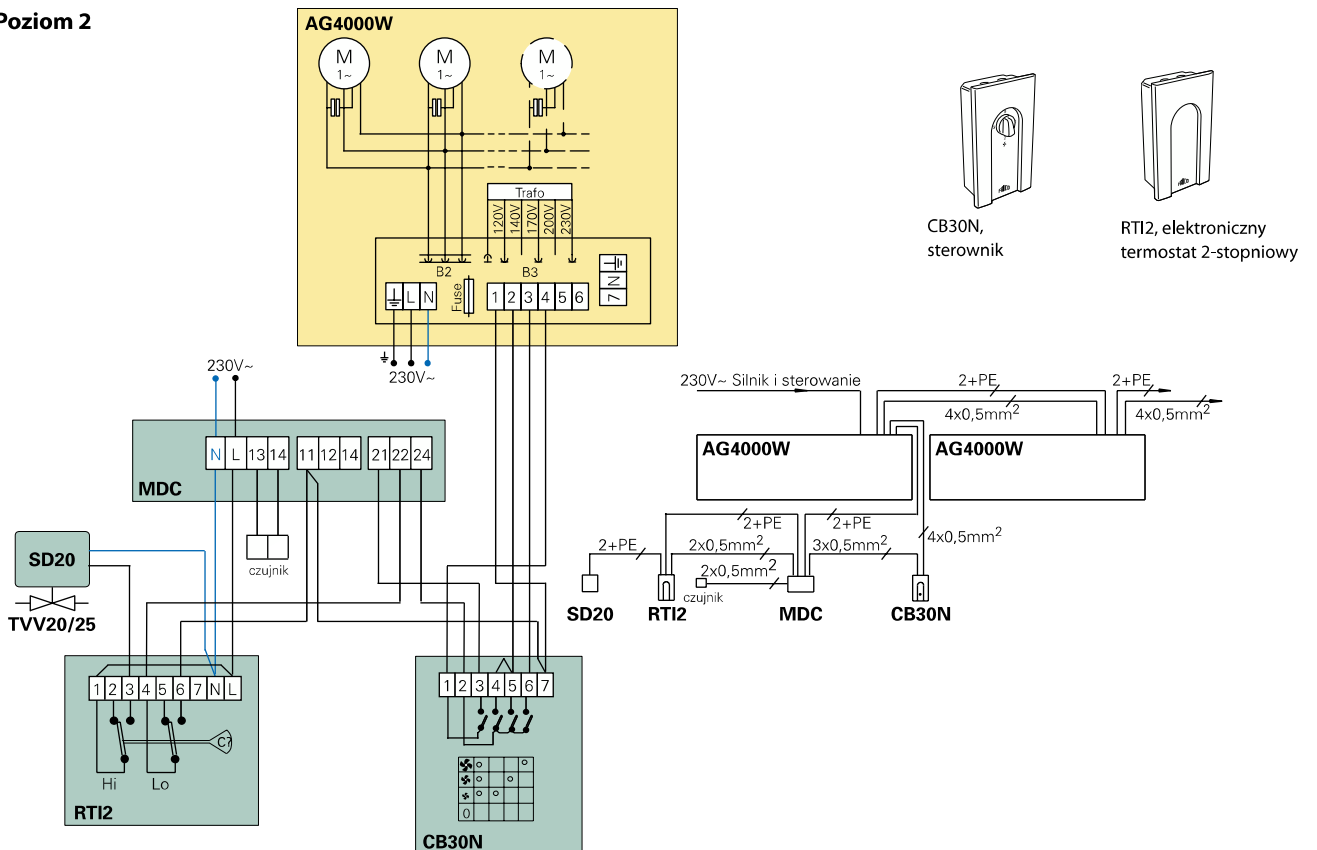 Poziom 2
AG4000W
M
1~
M
1~
M
1~
Trafo
120V
140V
170V
200V
230V
B2
B3
L N
Fuse
1 2 3 4 5 6
7 N
230V~
230V~
N L 13 14 11 12 14 21 22 24
MDC
czujnik
SD20
TVV20/25
1 2 3 4 5 6 7 N L
Hi
Lo
RTI2
1 2 3 4 5 6 7
0
CB30N
CB30N,
sterownik
RTI2, elektroniczny
termostat 2-stopniowy
230V~ Silnik i sterowanie
2+PE
2+PE
4x0,5mm²
4x0,5mm²
AG4000W
AG4000W
2+PE
2+PE
2+PE
2x0,5mm²
3x0,5mm²
4x0,5mm²
2x0,5mm²
czujnik
SD20
RTI2
MDC
CB30N